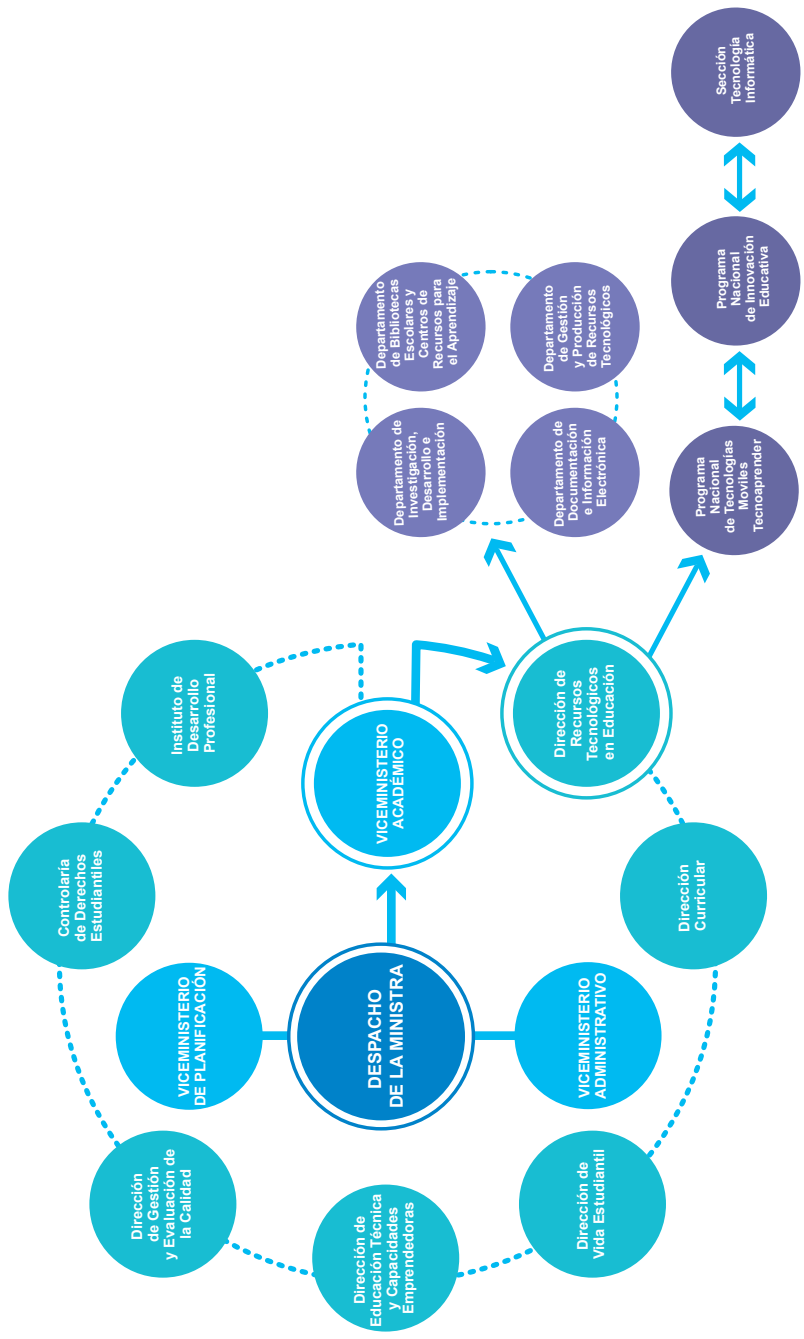 Controlaría
de Derechos
Estudiantiles
Dirección
de Gestión
y Evaluación de
la Calidad
VICEMINISTERIO
DE PLANIFICACIÓN
Instituto de
Desarrollo
Profesional
Dirección de
Educación Técnica
y Capacidades
Emprendedoras
DESPACHO
DE LA MINISTRA
VICEMINISTERIO
ACADÉMICO
Departamento de
Investigación,
Desarrollo e
Implementación
Departamento
de Bibliotecas
Escolares y
Centros de
Recursos para
el Aprendizaje
Dirección de
Vida Estudiantil
VICEMINISTERIO
ADMINISTRATIVO
Dirección de
Recursos
Tecnológicos
en Educación
Departamento de
Documentación
e Información
Electrónica
Departamento
de Gestión
y Producción
de Recursos
Tecnológicos
Dirección
Curricular
Programa
Nacional
de Tecnologías
Moviles
Tecnoaprender
Programa
Nacional
de Innovación
Educativa
Sección
Tecnología
Informática